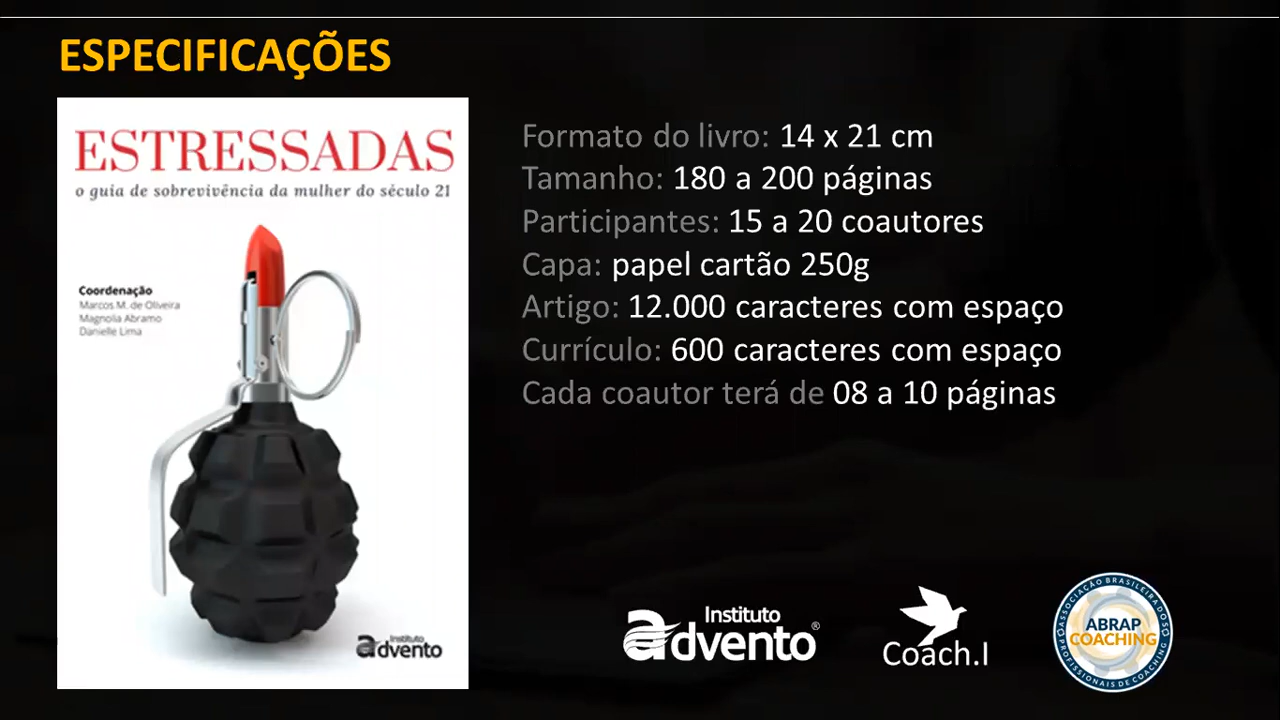 ESPECIFICAÇÕES
ESTRESSADAS
o guia de sobrevivência da mulher do século 21
Coordenação
Marcos M. de Oliveira
Magnolia Abramo
Danielle Lima
Instituto
advento
Formato do livro: 14 x 21 cm
Tamanho: 180 a 200 páginas
Participantes: 15 a 20 coautores
Capa: papel cartão 250g
Artigo: 12.000 caracteres com espaço
Currículo: 600 caracteres com espaço
Cada coautor terá de 08 a 10 páginas
Instituto
advento®
Coach.I
ASSOCIAÇÃO BRASILEIRA DOS
ABRAP
COACHING
PROFISSIONAIS DE COACHING